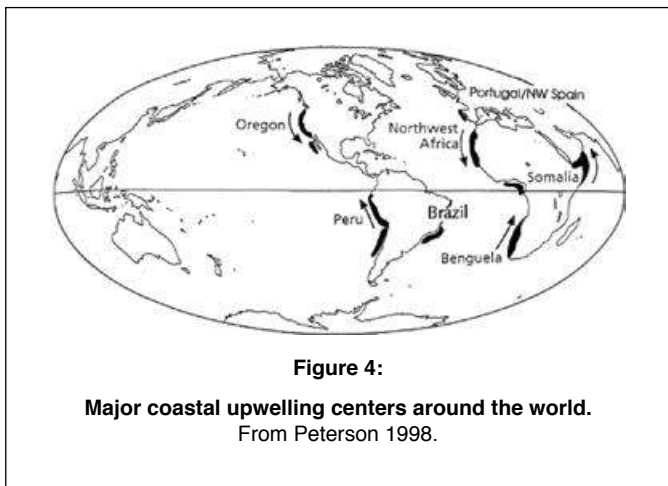 Portugal/NW Spain
Oregon
Northwest
Africa
Somalia
Peru
Brazil
Benguela
Figure 4:
Major coastal upwelling centers around the world.
From Peterson 1998.